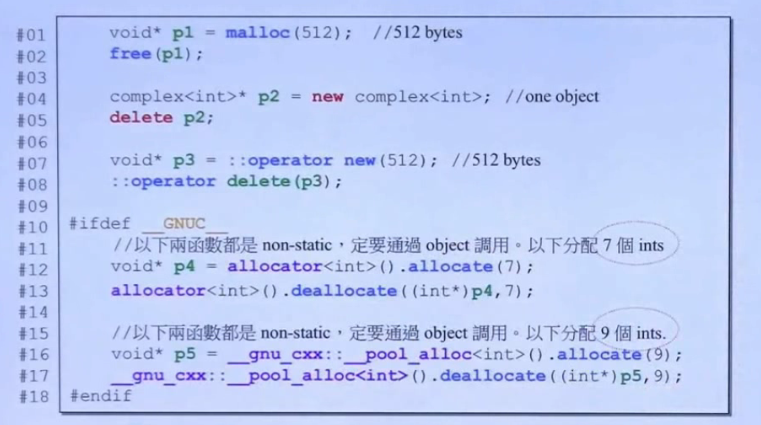 #01 void* p1 = malloc(512); //512 bytes
#02 free(p1);
#03
#04 complex<int>* p2 = new complex<int>; //one object
#05 delete p2;
#06
#07 void* p3 = ::operator new(512); //512 bytes
#08 ::operator delete(p3);
#09
#10 #ifdef __GNUC__
#11 //以下兩函數都是 non-static，定要通過 object 調用。以下分配 7 個 ints
#12 void* p4 = allocator<int>().allocate(7);
#13 allocator<int>().deallocate((int*)p4,7);
#14
#15 //以下兩函數都是 non-static，定要通過 object 調用。以下分配 9 個 ints.
#16 void* p5 = __gnu_cxx::__pool_alloc<int>().allocate(9);
#17 __gnu_cxx::__pool_alloc<int>().deallocate((int*)p5,9);
#18 #endif